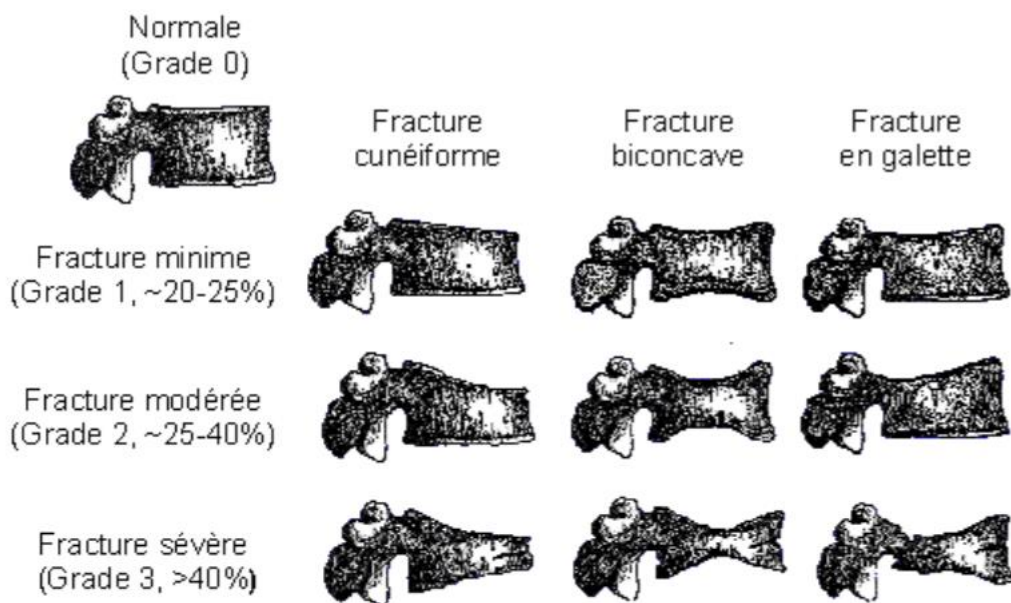 Normale
(Grade 0)
Fracture
cunéiforme
Fracture
biconcave
Fracture
en galette
Fracture minime
(Grade 1, ~20-25%)
Fracture modérée
(Grade 2, ~25-40%)
Fracture sévère
(Grade 3, >40%)